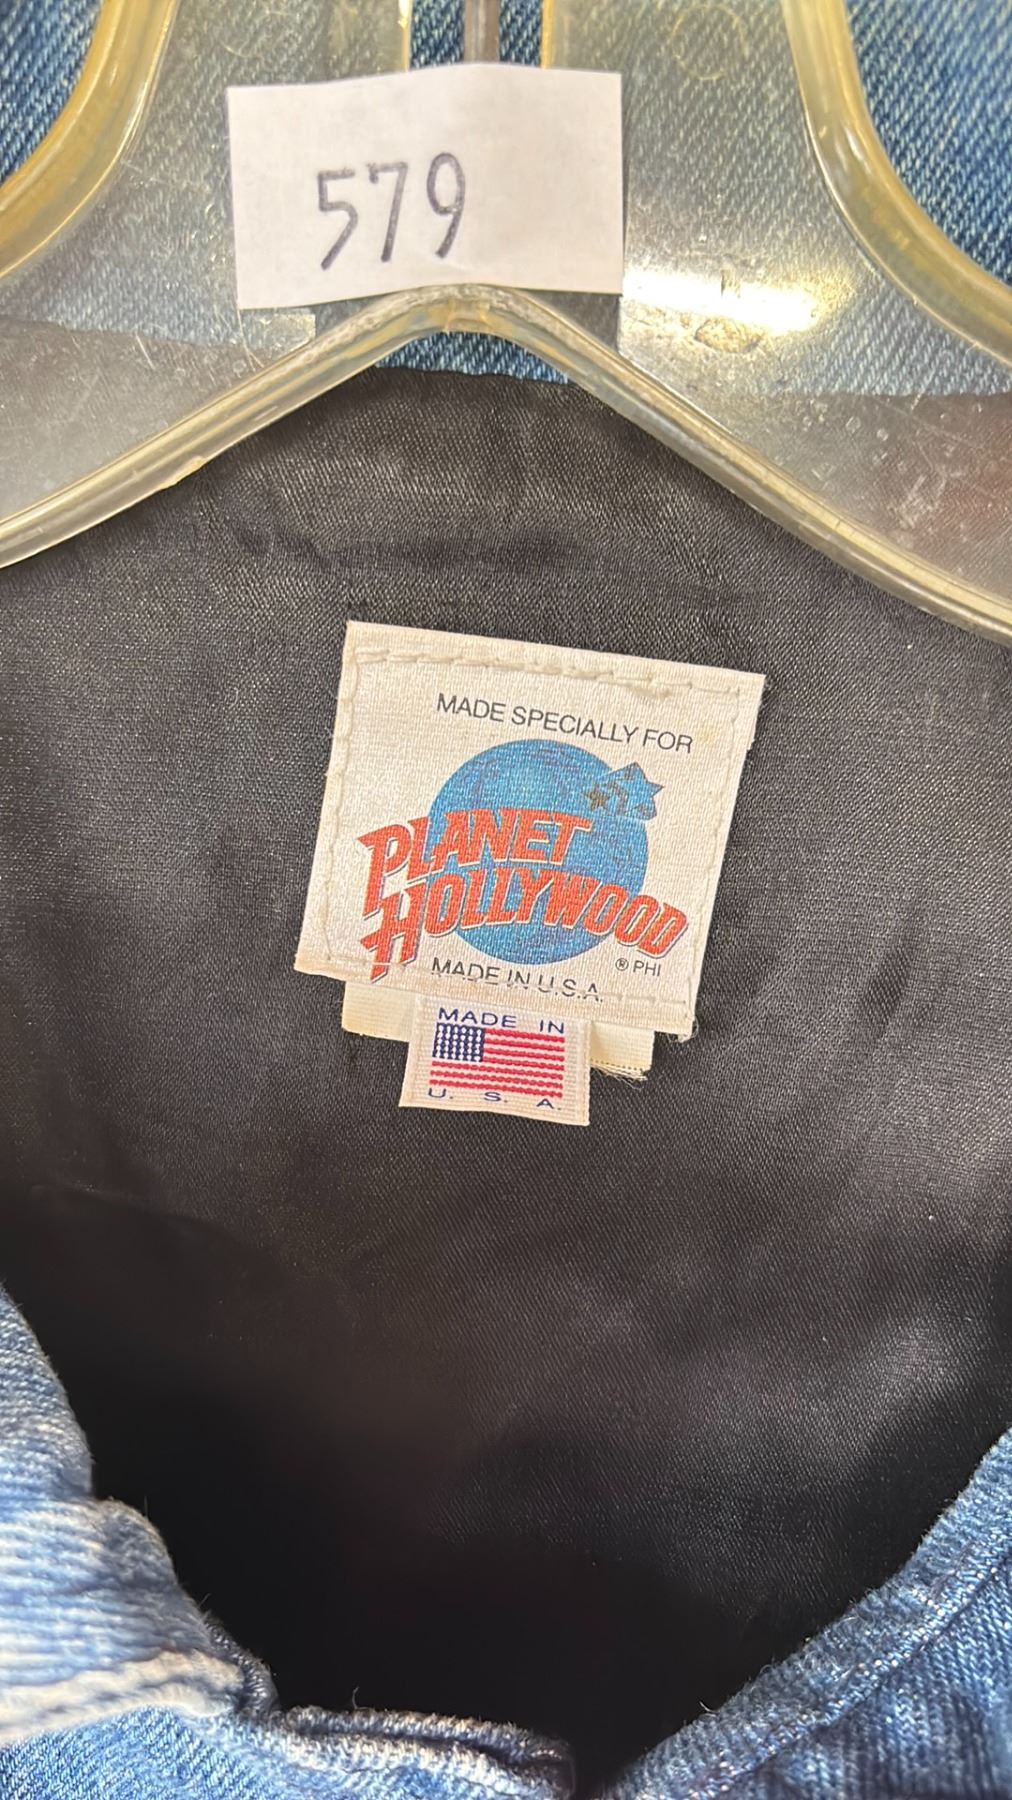 579
MADE SPECIALLY FOR
PLANET
HOLLYWOOD
® PHI
MADE IN U.S.A.
MADE IN
U. S. A.